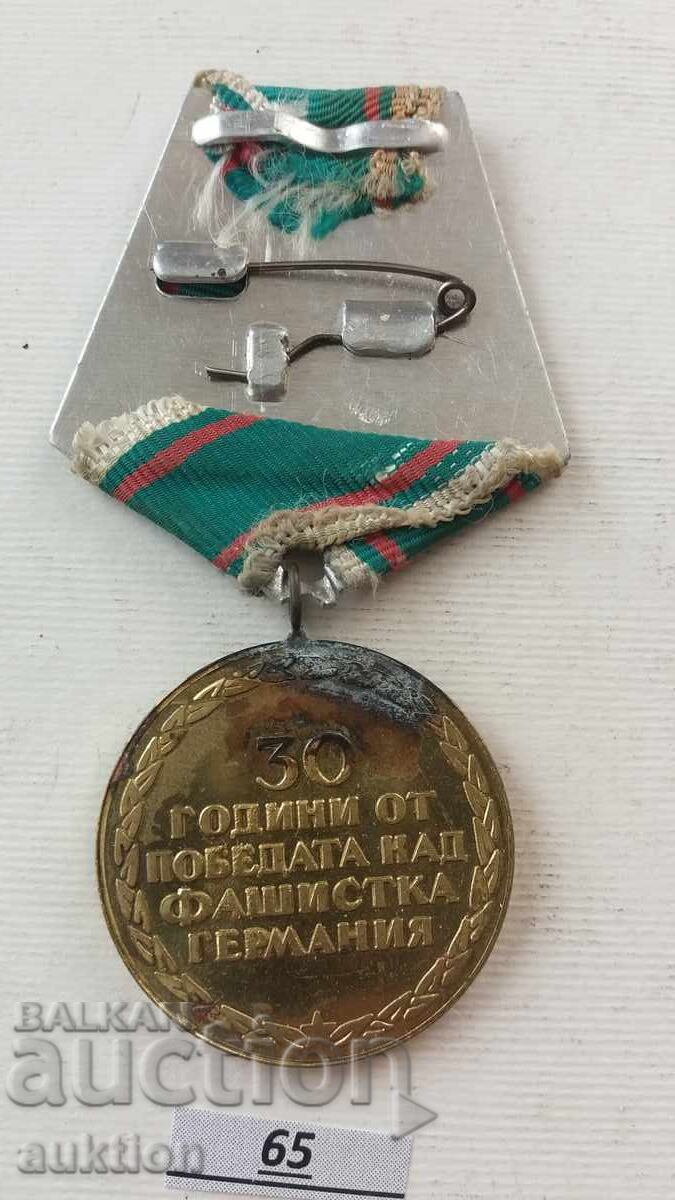 30
ГОДИНИ ОТ
ПОБЕДАТА НАД
ФАШИСТКА
ГЕРМАНИЯ
BALKAN
auction
auktion
65